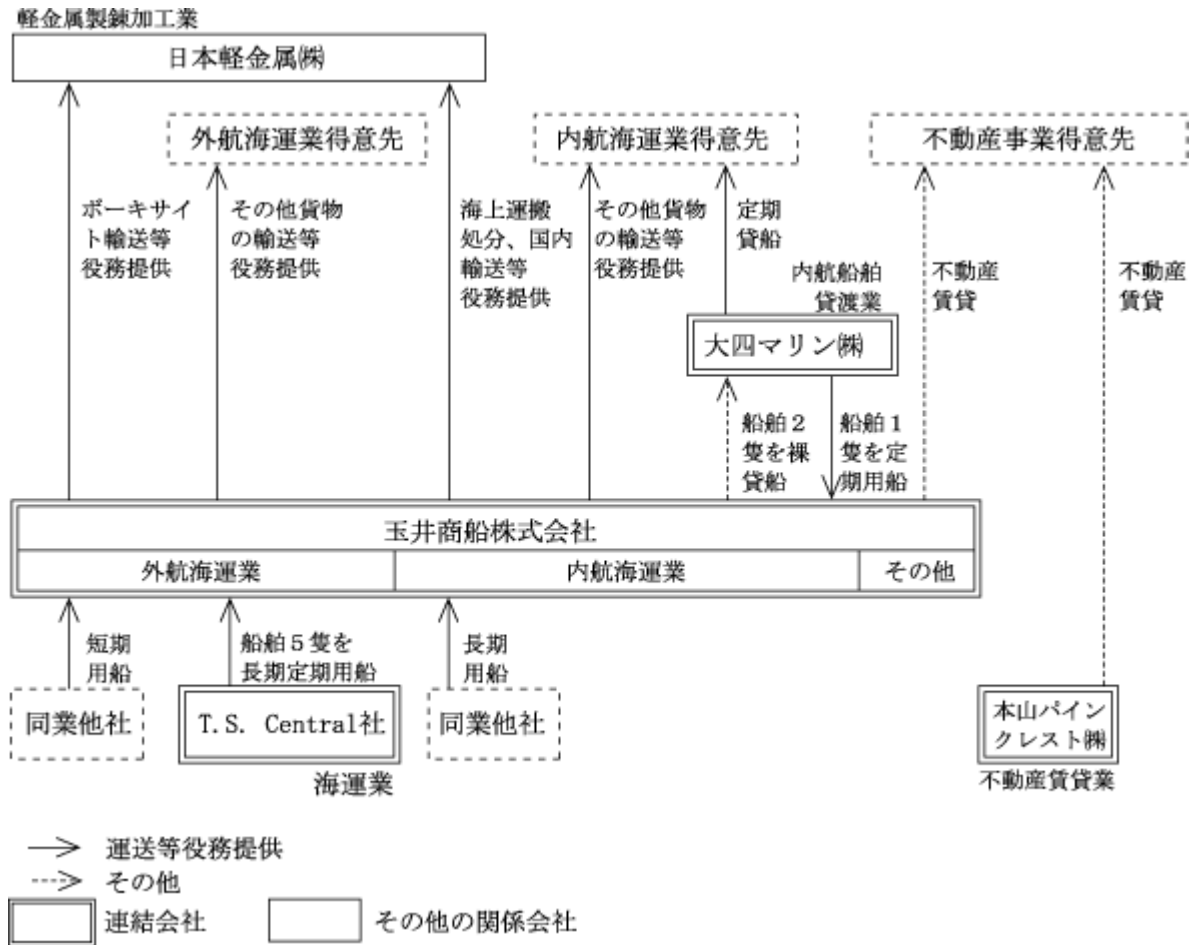 軽金属製錬加工業
日本軽金属㈱
外航海運業得意先
内航海運業得意先
不動産事業得意先
ボーキサイ
ト輸送等
役務提供
その他貨物
の輸送等
役務提供
海上運搬
処分、国内
輸送等
役務提供
その他貨物
の輸送等
役務提供
定期
貸船
内航船舶
貸渡業
不動産
賃貸
不動産
賃貸
大四マリン㈱
船舶2
隻を裸
貸船
船舶1
隻を定
期用船
玉井商船株式会社
外航海運業
内航海運業
その他
短期
用船
船舶5隻を
長期定期用船
長期
用船
同業他社
T.S. Central社
海運業
同業他社
本山パイン
クレスト㈱
不動産賃貸業
運送等役務提供
その他
連結会社
その他の関係会社